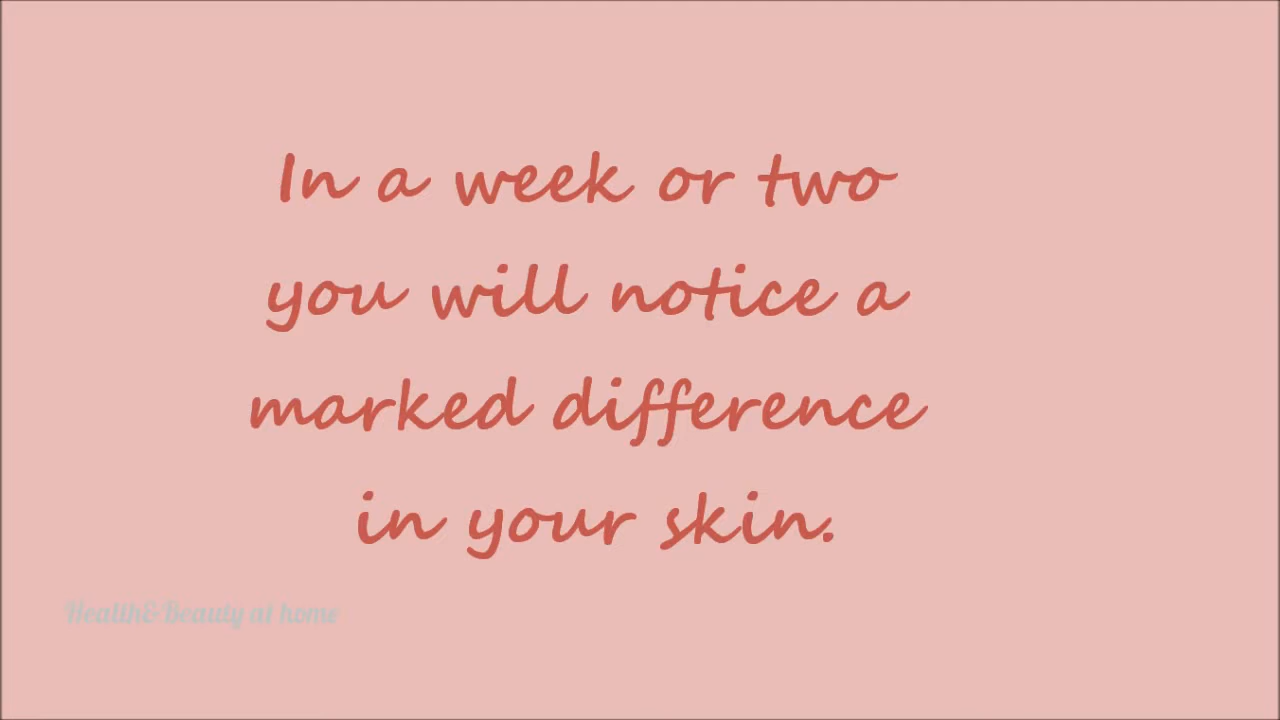 In a week or two
you will notice a
marked difference
in your skin.
Health&Beauty at home